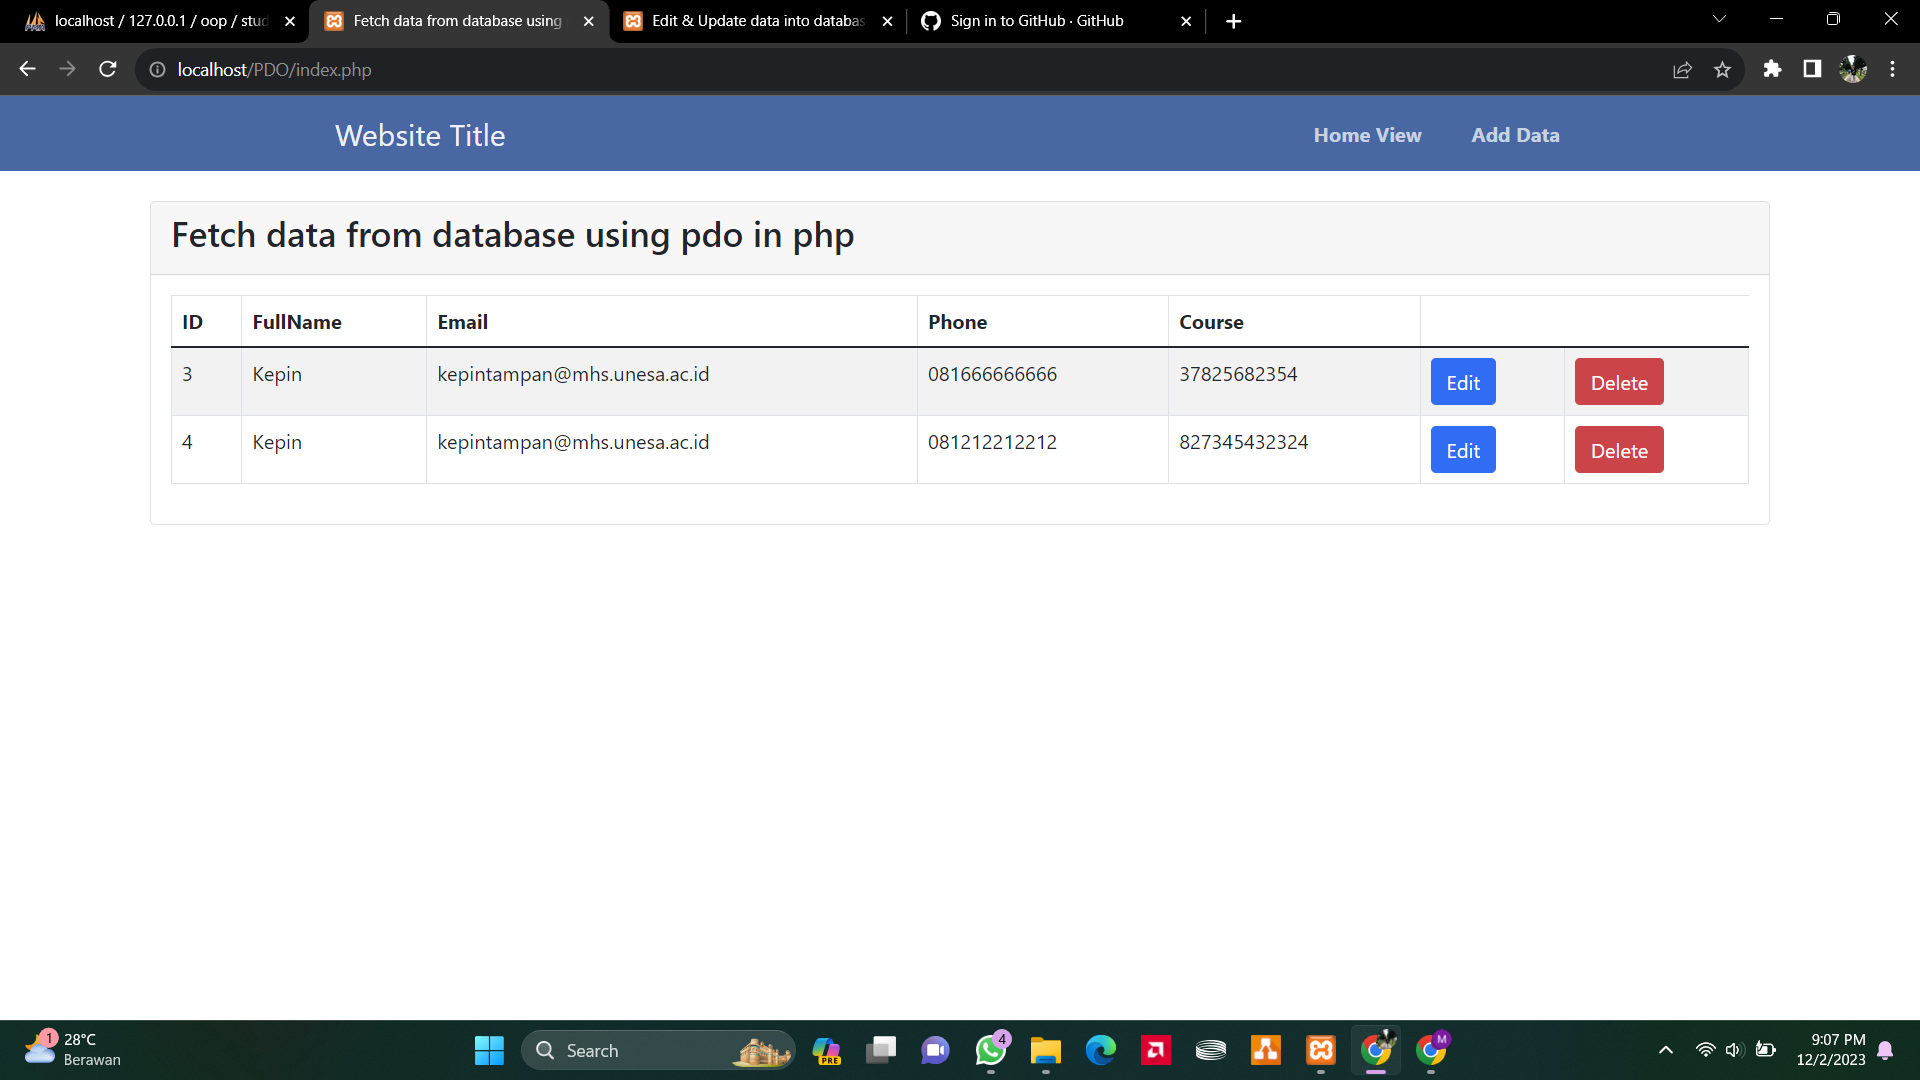 localhost / 127.0.0.1 / oop / stud
Fetch data from database using
Edit & Update data into databas
Sign in to GitHub · GitHub
localhost/PDO/index.php
Website Title
Home View
Add Data
Fetch data from database using pdo in php
ID FullName Email Phone Course
3 Kepin kepintampan@mhs.unesa.ac.id 081666666666 37825682354 Edit Delete
4 Kepin kepintampan@mhs.unesa.ac.id 081212212212 827345432324 Edit Delete
1
28°C
Berawan
Search
PRE
4
M
9:07 PM
12/2/2023